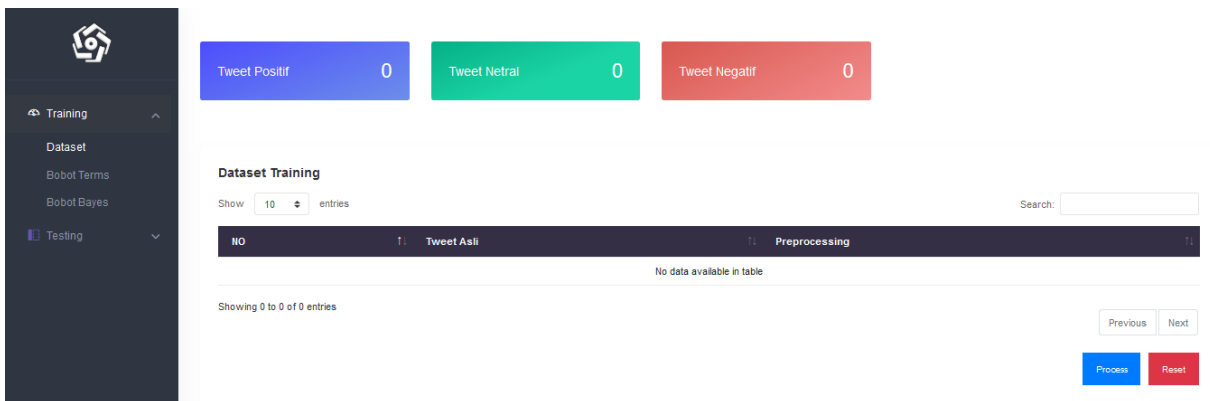 Tweet Positif 0
Tweet Netral 0
Tweet Negatif 0
Training
Dataset
Bobot Terms
Bobot Bayes
Testing
Dataset Training
Show 10 entries
Search:
NO Tweet Asli Preprocessing
No data available in table
Showing 0 to 0 of 0 entries
Previous Next
Process Reset